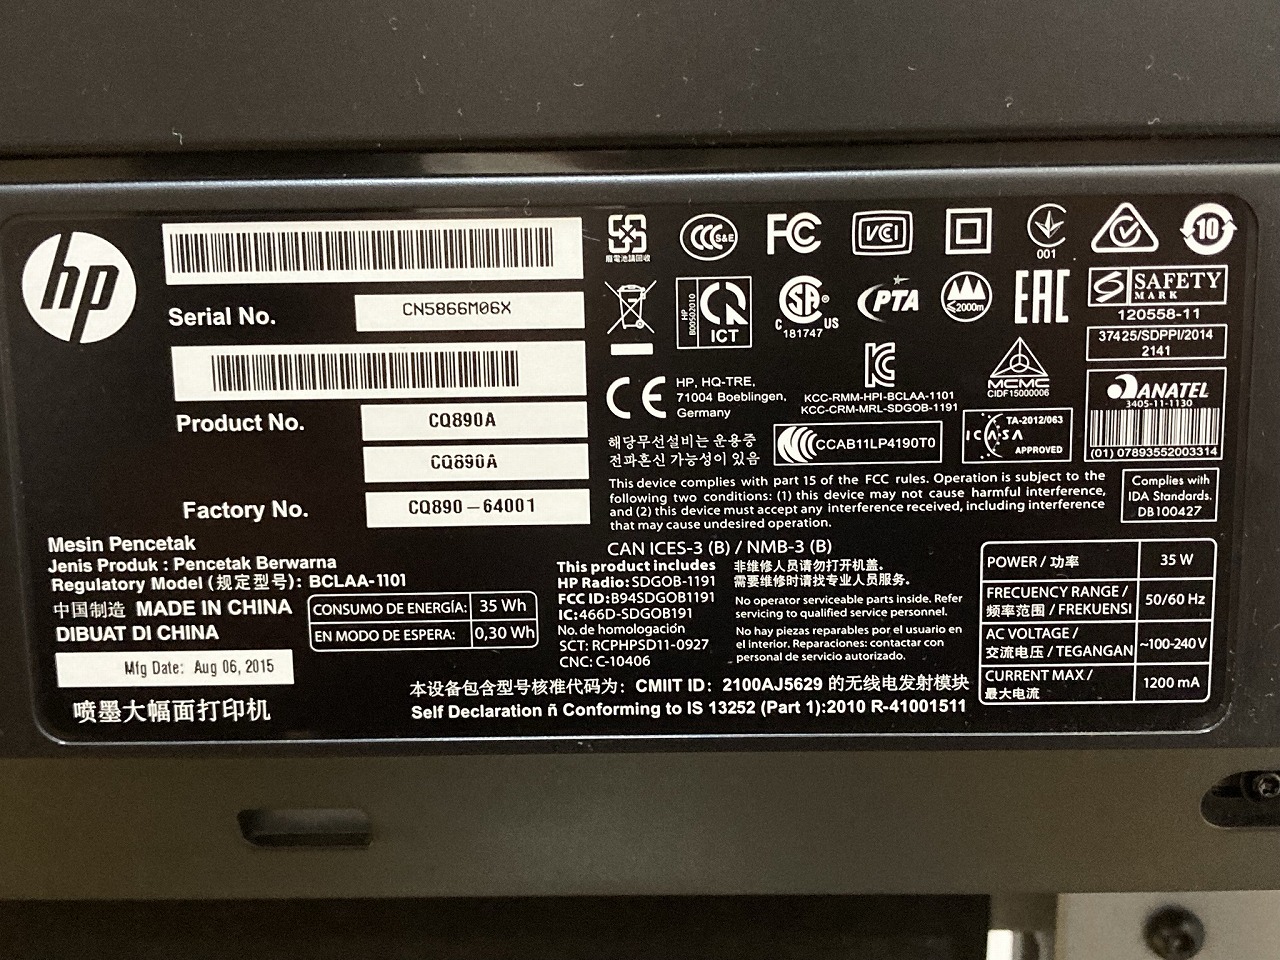 hp
Serial No.
CN5866M06X
Product No.
CQ890A
CQ890A
Factory No.
CQ890-64001
Mesin Pencetak
Jenis Produk : Pencetak Berwarna
Regulatory Model (规定型号): BCLAA-1101
中国制造 MADE IN CHINA
DIBUAT DI CHINA
CONSUMO DE ENERGÍA: 35 Wh
EN MODO DE ESPERA: 0,30 Wh
Mfg Date: Aug 06, 2015
喷墨大幅面打印机
廢電池請回收
CCC S&E
FC
VCCI
001
10
HP
B00502010
ICT
SA
C US
181747
PTA
2000m
EAC
SAFETY
MARK
120558-11
37425/SDPPI/2014
2141
CE
HP, HQ-TRE,
71004 Boeblingen,
Germany
KCC-RMM-HPI-BCLAA-1101
KCC-CRM-MRL-SDGOB-1191
MCMC
CIDF15000006
ANATEL
3405-11-1130
(01) 07893552003314
해당무선설비는 운용중
전파혼신 가능성이 있음
CCAB11LP4190T0
ICASA
TA-2012/063
APPROVED
This device complies with part 15 of the FCC rules. Operation is subject to the
following two conditions: (1) this device may not cause harmful interference,
and (2) this device must accept any interference received, including interference
that may cause undesired operation.
Complies with
IDA Standards.
DB100427
CAN ICES-3 (B) / NMB-3 (B)
This product includes
HP Radio: SDGOB-1191
FCC ID: B94SDGOB1191
IC: 466D-SDGOB191
No. de homologación
SCT: RCPHPSD11-0927
CNC: C-10406
非维修人员请勿打开机盖。
需要维修时请找专业人员服务。
No operator serviceable parts inside. Refer
servicing to qualified service personnel.
No hay piezas reparables por el usuario en
el interior. Reparaciones: contactar con
personal de servicio autorizado.
POWER / 功率 35 W
FRECUENCY RANGE /
频率范围 / FREKUENSI 50/60 Hz
AC VOLTAGE /
交流电压 / TEGANGAN ~100-240V
CURRENT MAX /
最大电流 1200 mA
本设备包含型号核准代码为: CMIIT ID: 2100AJ5629 的无线电发射模块
Self Declaration ñ Conforming to IS 13252 (Part 1):2010 R-41001511